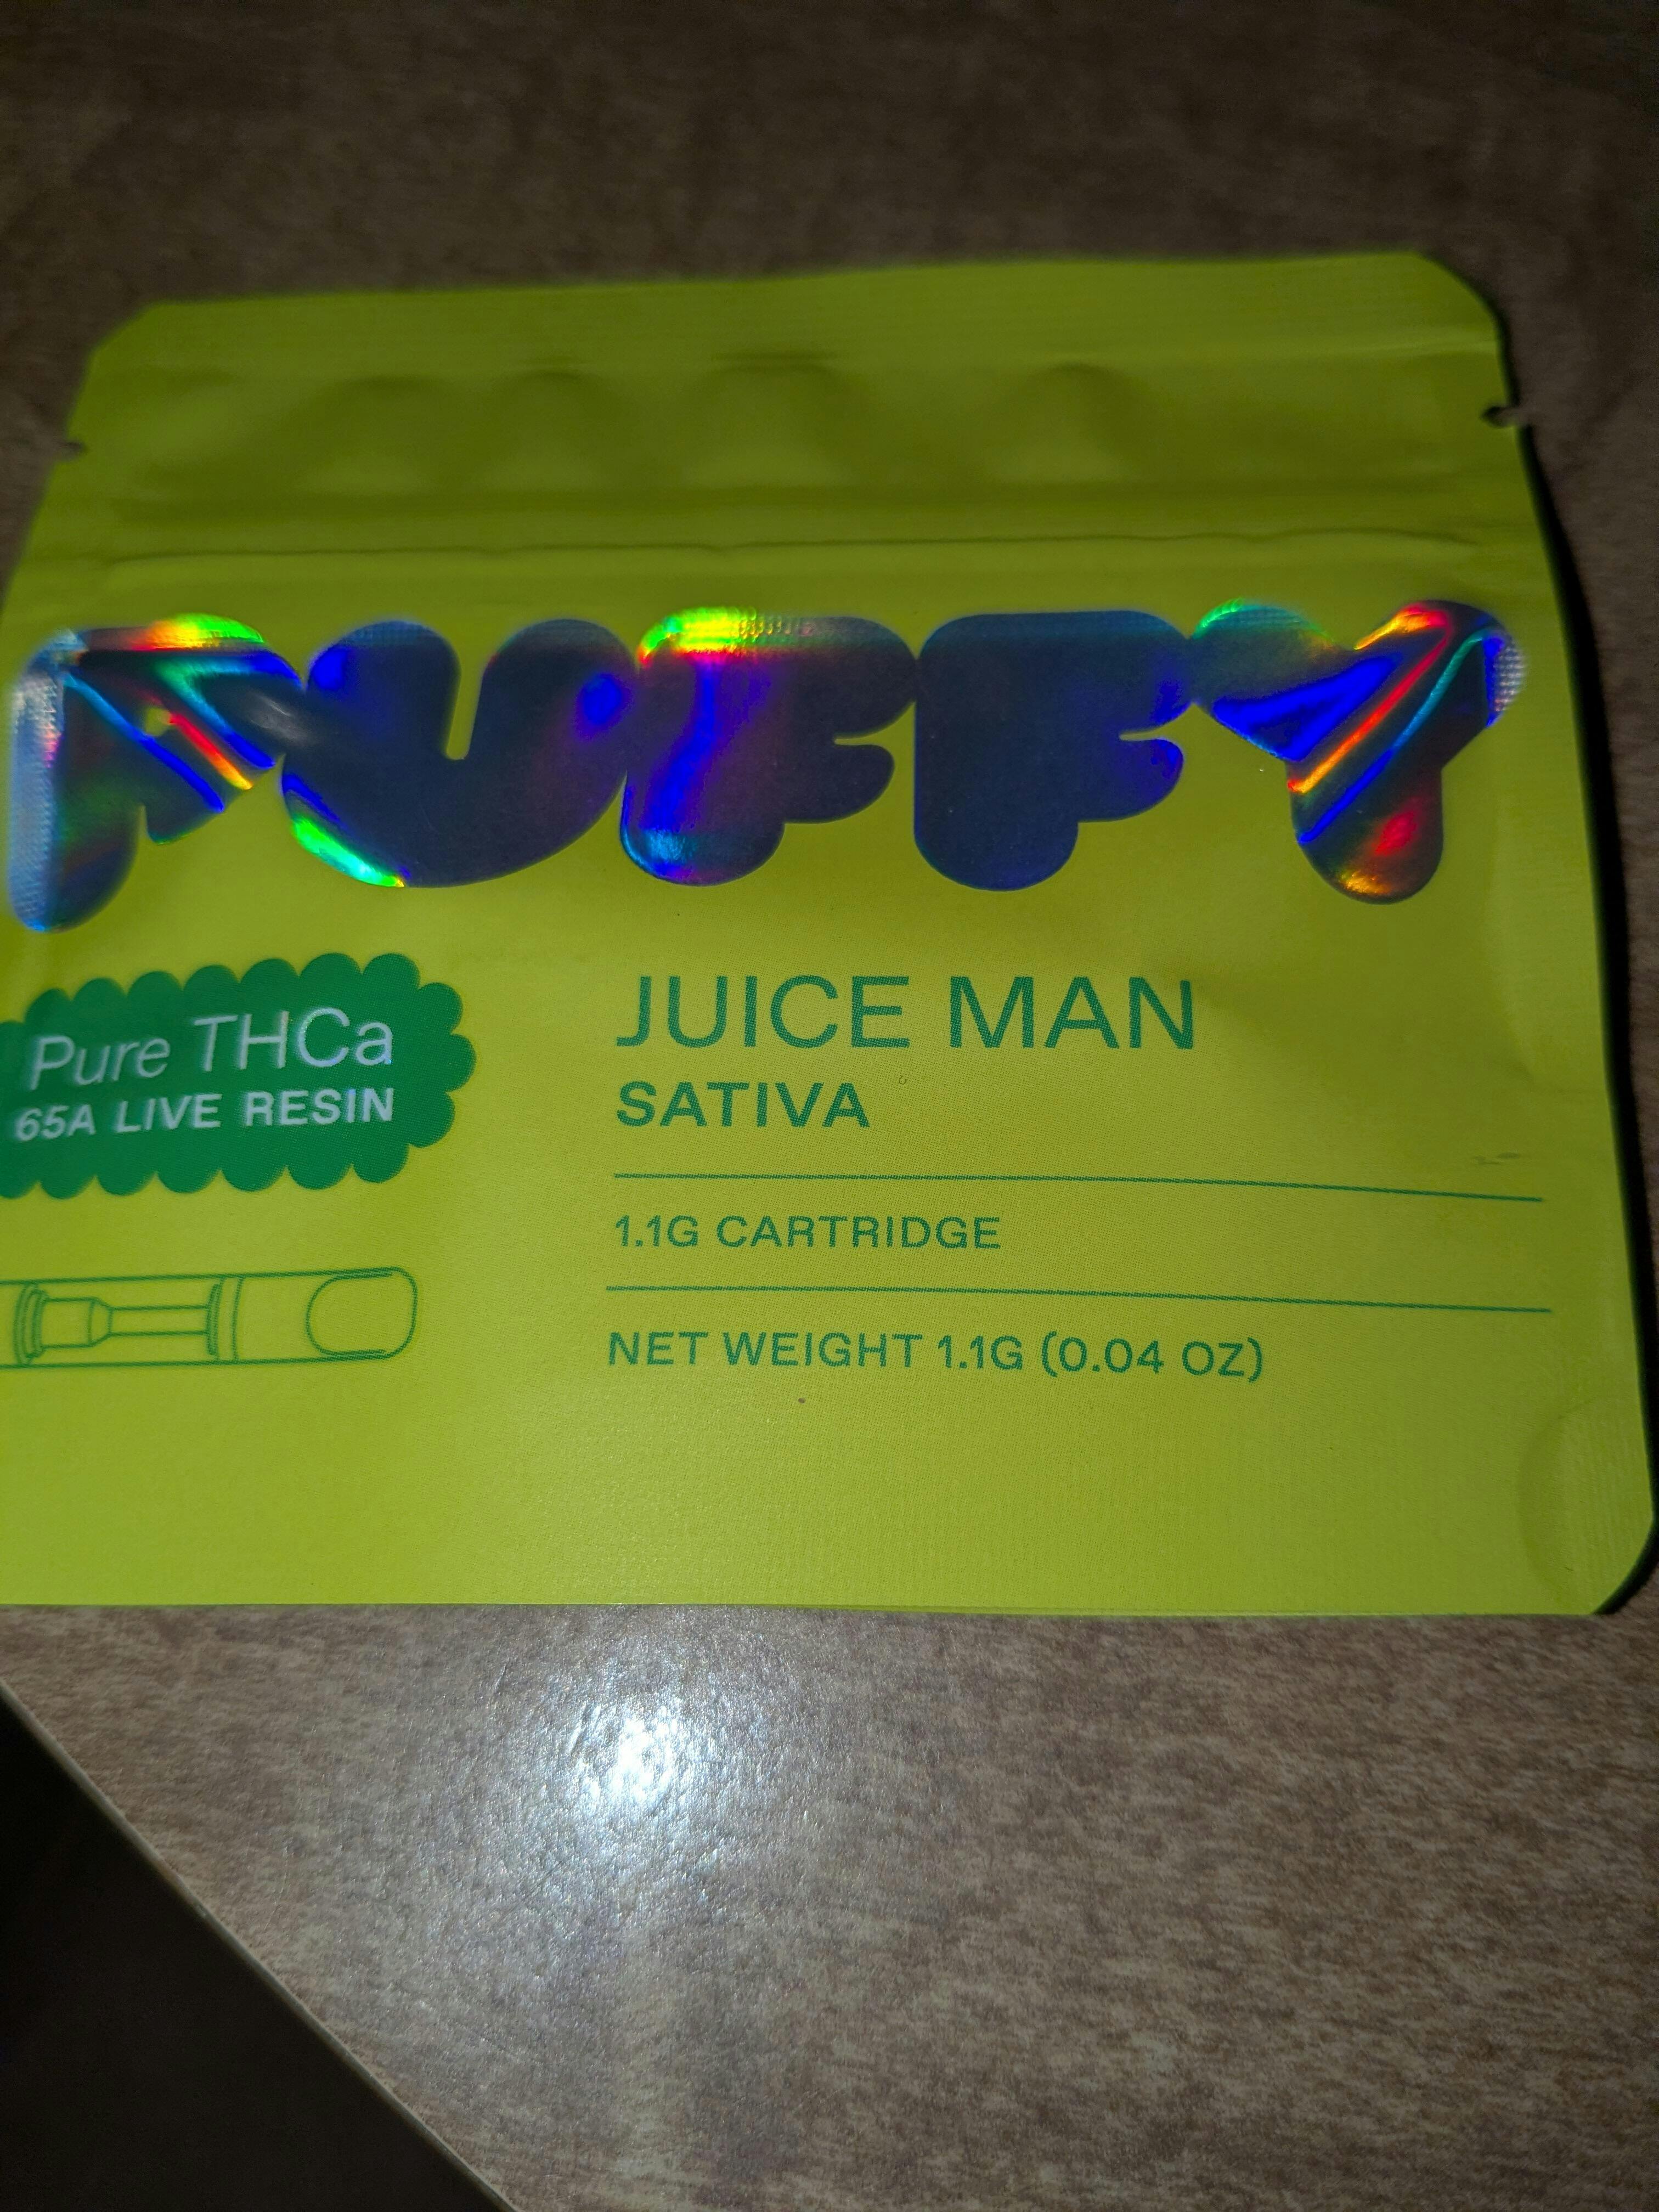 PUFFY
Pure THCa
65A LIVE RESIN
JUICE MAN
SATIVA
1.1G CARTRIDGE
NET WEIGHT 1.1G (0.04 OZ)